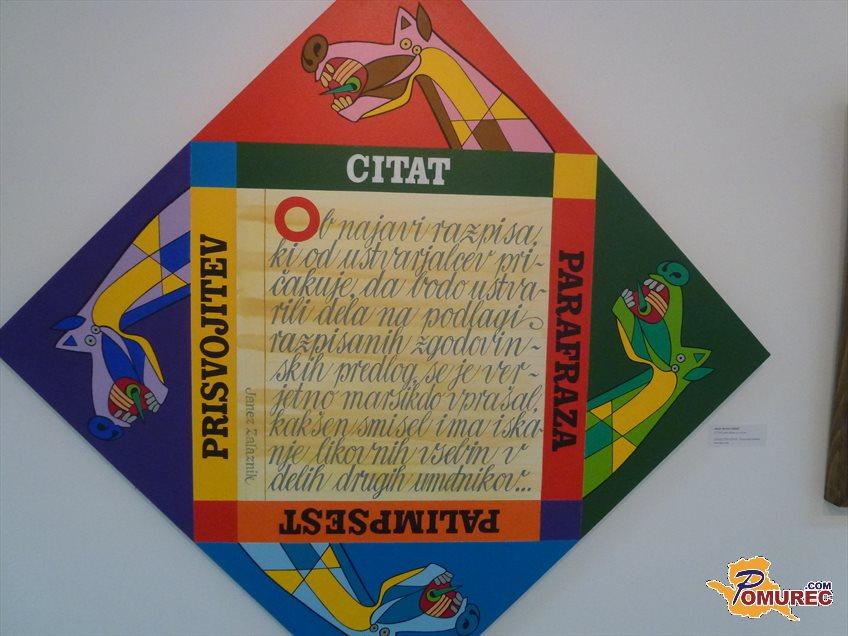 CITAT
Ob najavi razpisa,
ki od ustvarjalcev pri-
čakuje, da bodo ustva-
rili dela na podlagi
razpisanih zgodovin-
skih predlog, se je ver-
jetno marsikdo vprašal,
kakšen smisel ima iska-
nje likovnih vsebin v
delih drugih umetnikov...
Janez Zalaznik
PRISVOJITEV
PARAFRAZA
PALIMPSEST
POMUREC
.COM